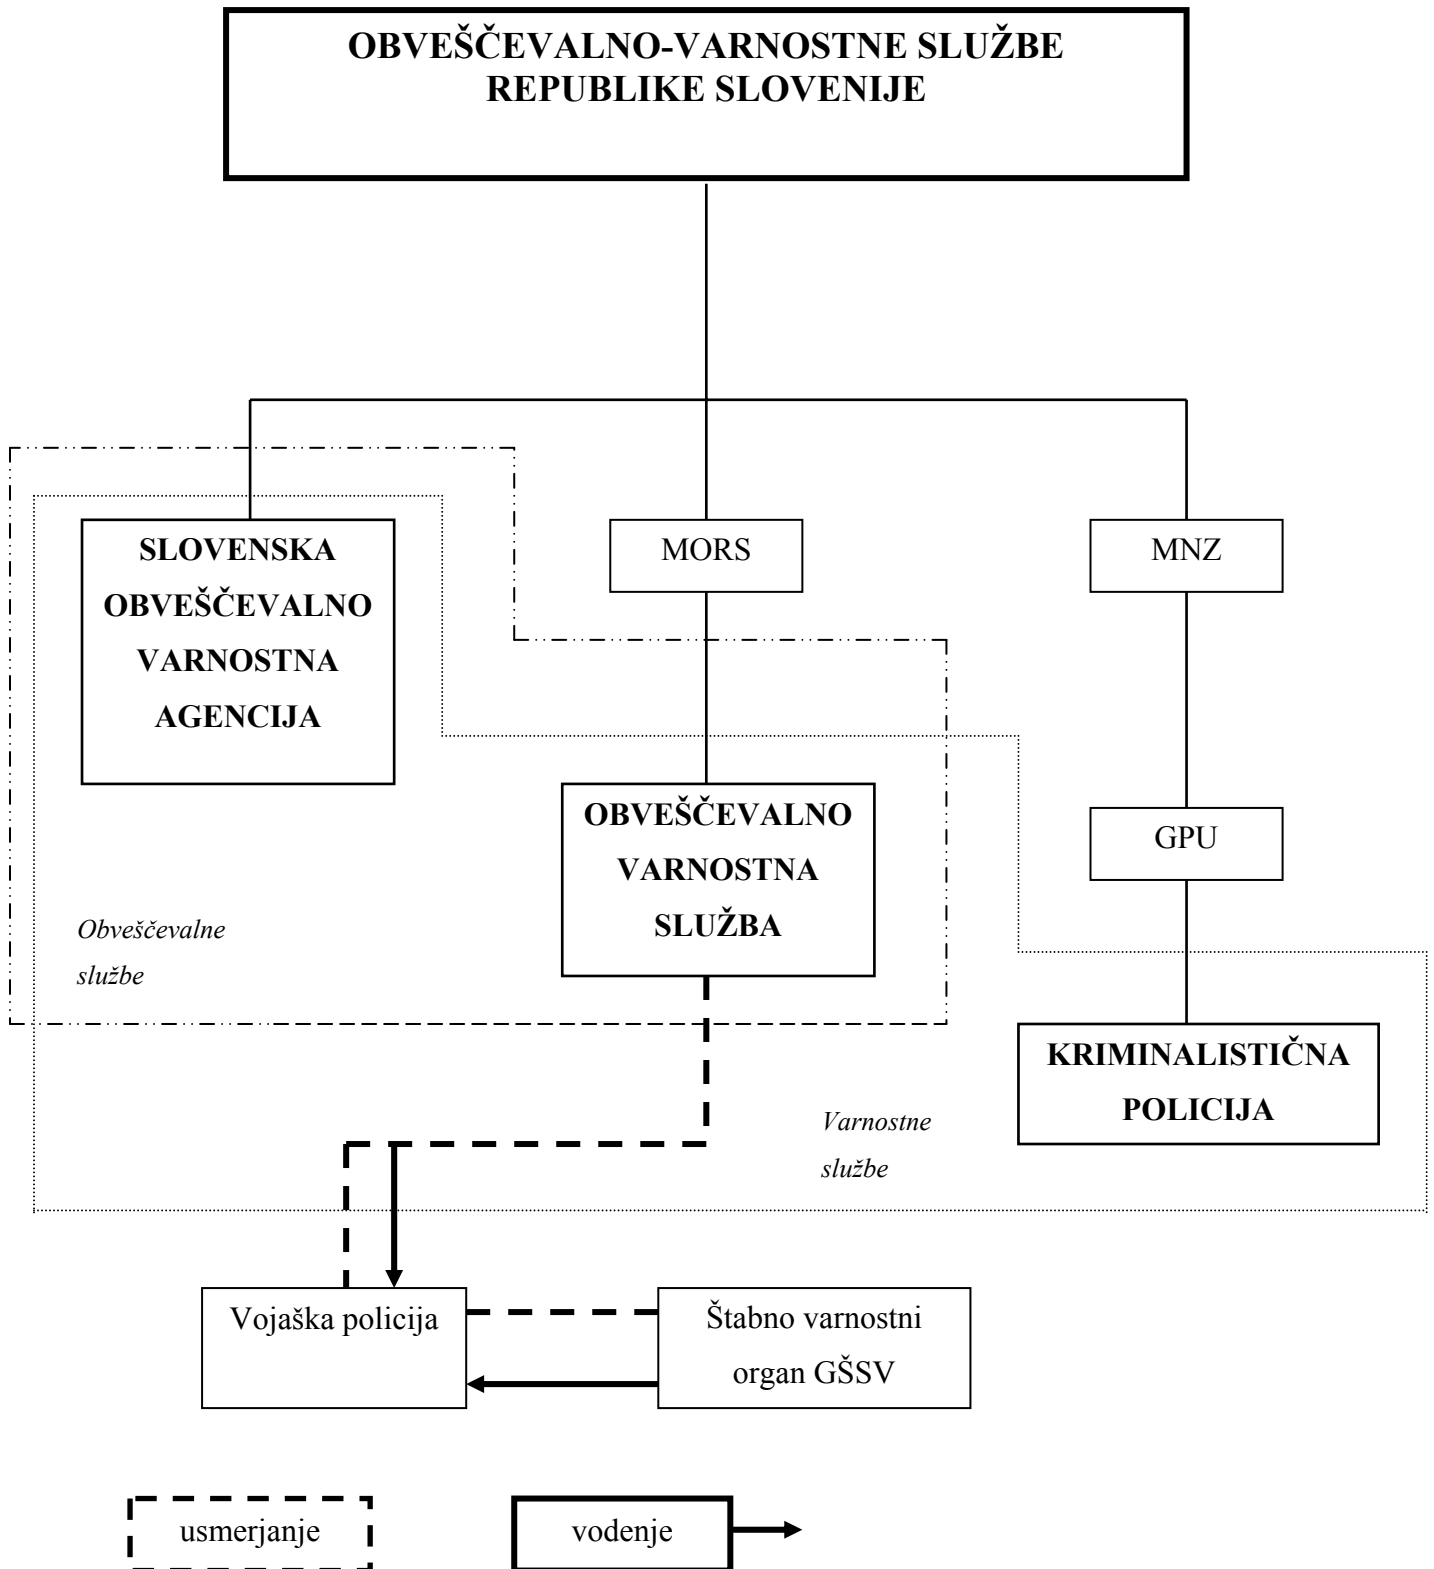 OBVEŠČEVALNO-VARNOSTNE SLUŽBE
REPUBLIKE SLOVENIJE
SLOVENSKA
OBVEŠČEVALNO
VARNOSTNA
AGENCIJA
MORS
MNZ
OBVEŠČEVALNO
VARNOSTNA
SLUŽBA
GPU
Obveščevalne
službe
KRIMINALISTIČNA
POLICIJA
Varnostne
službe
Vojaška policija
Štabno varnostni
organ GŠSV
usmerjanje
vodenje